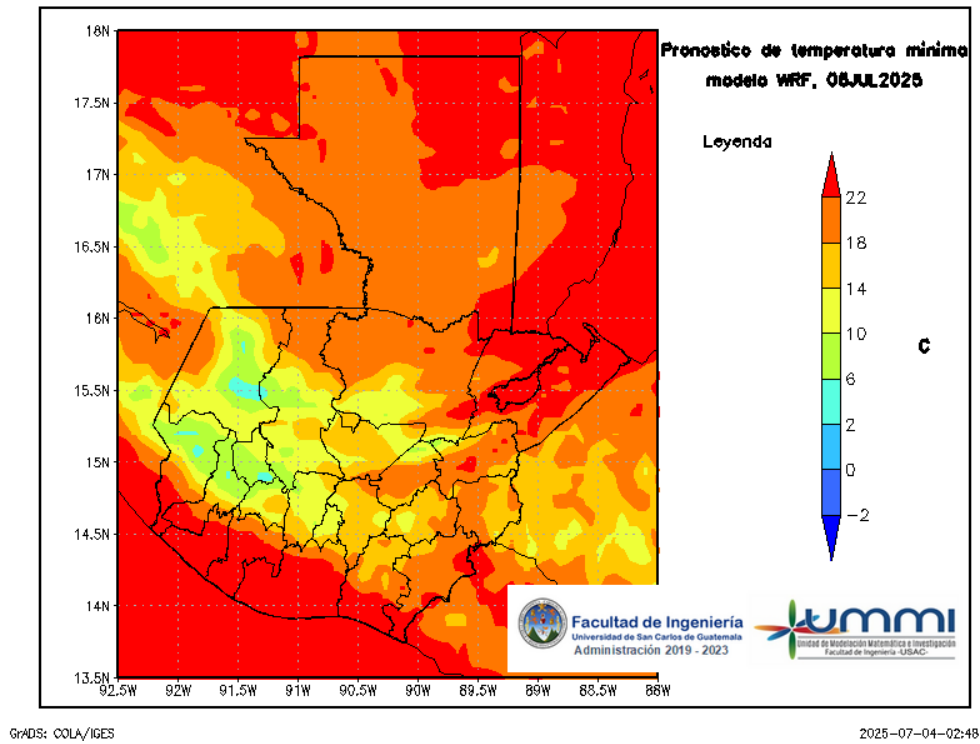 Pronostico de temperatura minima
modelo WRF,
Leyenda
22
18
14
10
6
2
0
−2
C
18N
17.5N
17N
16.5N
16N
15.5N
15N
14.5N
14N
13.5N
92.5W 92W 91.5W 91W 90.5W 90W 89.5W 89W 88.5W 88W
Facultad de Ingeniería
Universidad de San Carlos de Guatemala
Administración 2019 - 2023
ummi
Unidad de Modelación Matemática e Investigación
Facultad de Ingeniería -USAC-
GrADS: COLA/IGES
2025-07-04-02:48